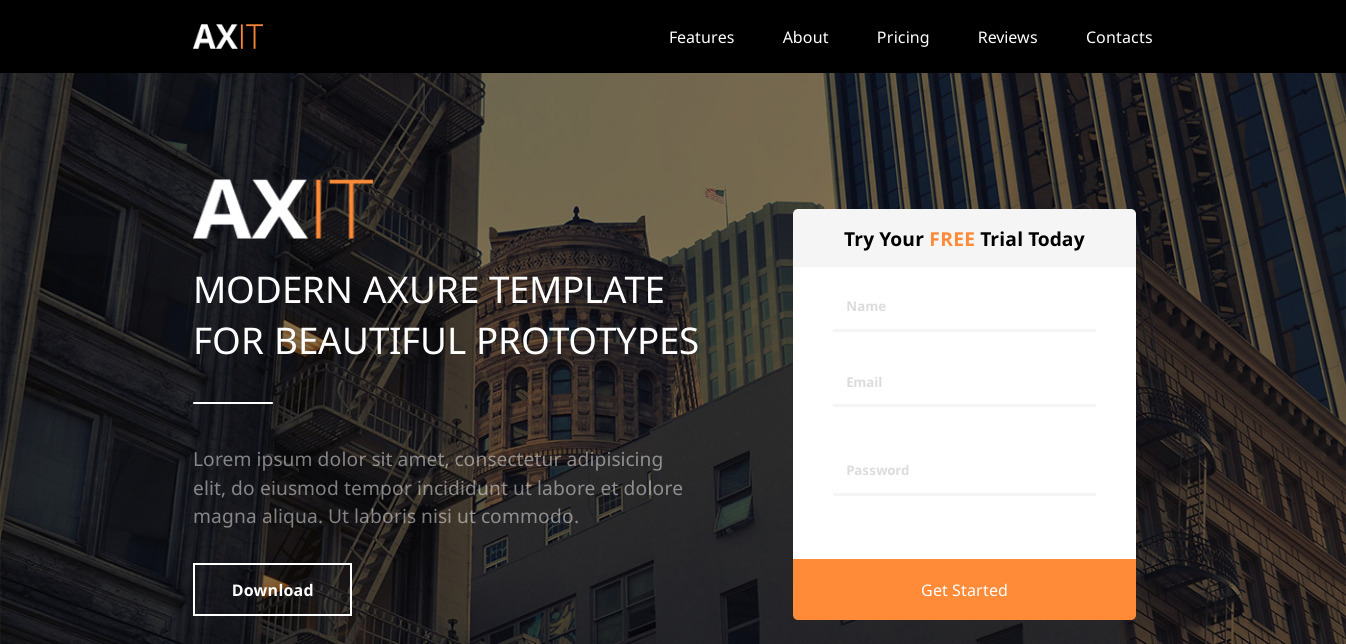 AXIT
Features
About
Pricing
Reviews
Contacts
AXIT
MODERN AXURE TEMPLATE
FOR BEAUTIFUL PROTOTYPES
Lorem ipsum dolor sit amet, consectetur adipisicing
elit, do eiusmod tempor incididunt ut labore et dolore
magna aliqua. Ut laboris nisi ut commodo.
Download
Try Your FREE Trial Today
Name
Email
Password
Get Started